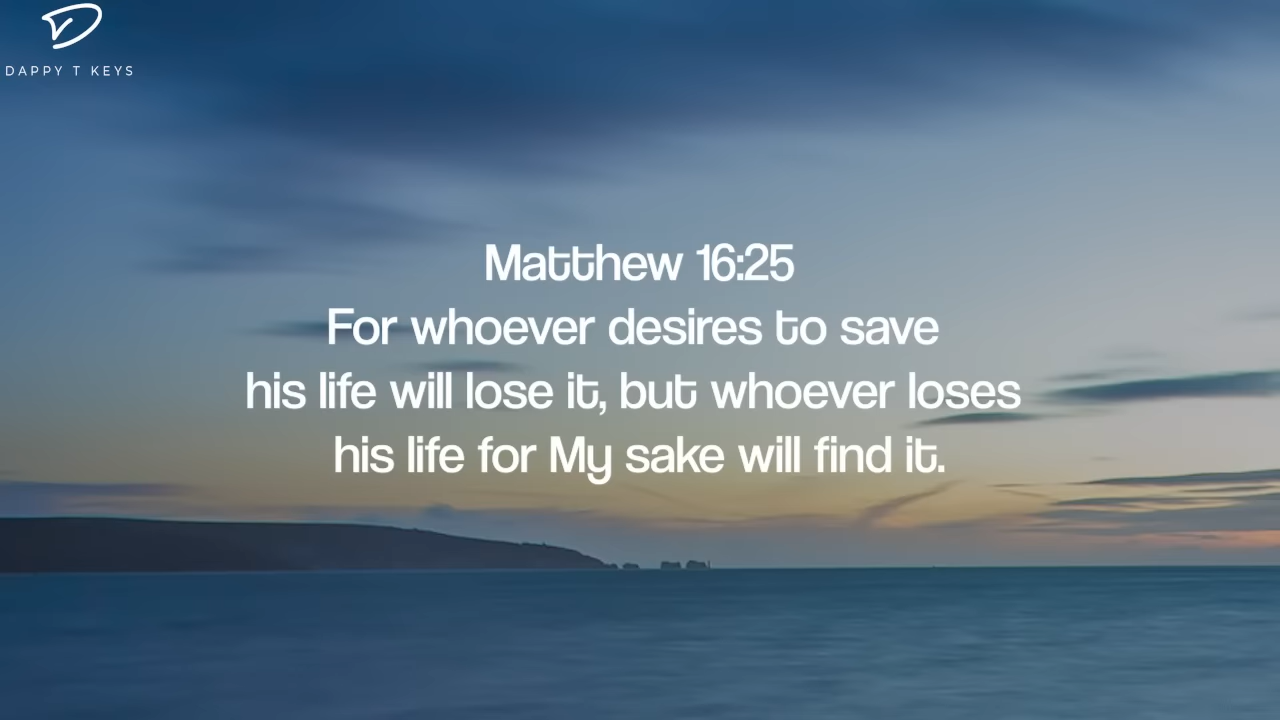 DAPPY T KEYS
Matthew 16:25
For whoever desires to save
his life will lose it, but whoever loses
his life for My sake will find it.